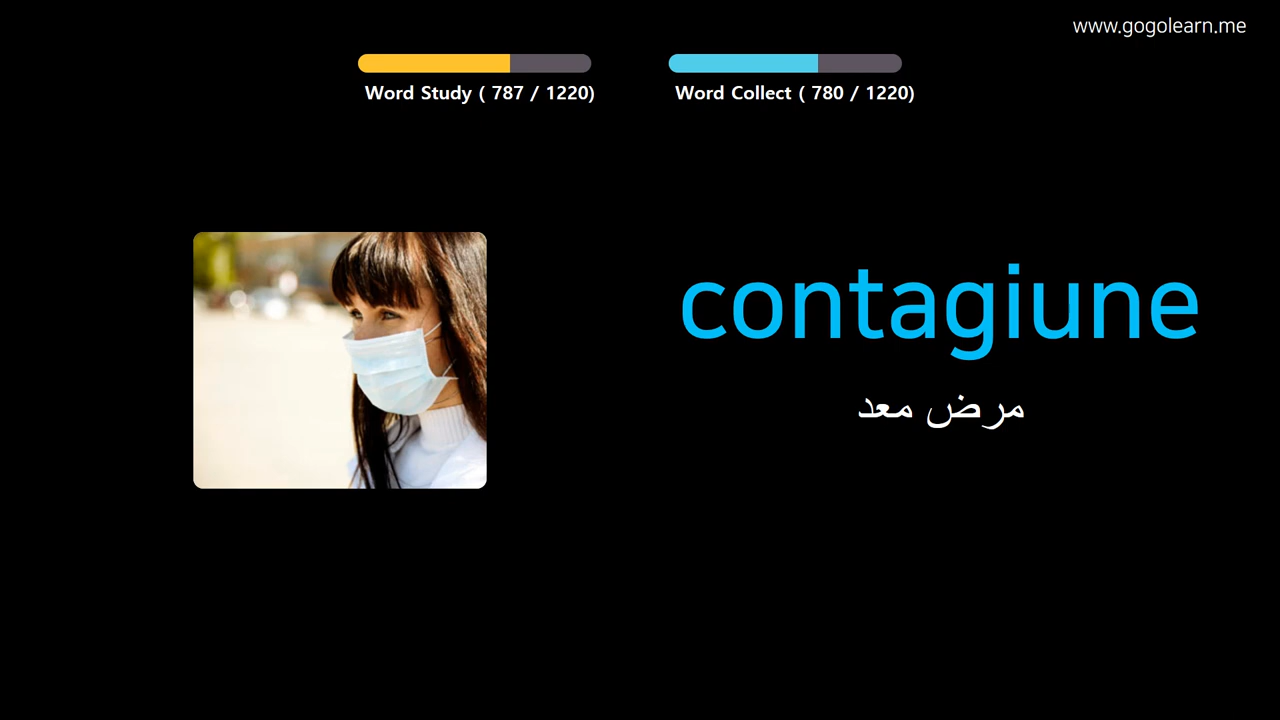 www.gogolearn.me
Word Study ( 787 / 1220)
Word Collect ( 780 / 1220)
contagiune
مرض معد